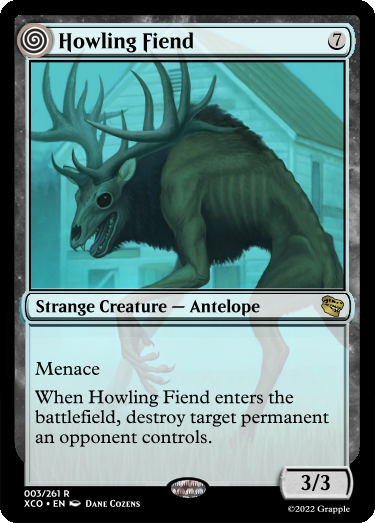 Howling Fiend 7
Strange Creature — Antelope
Menace
When Howling Fiend enters the
battlefield, destroy target permanent
an opponent controls.
3/3
003/261 R
XCO • EN Dane Cozens
©2022 Grapple